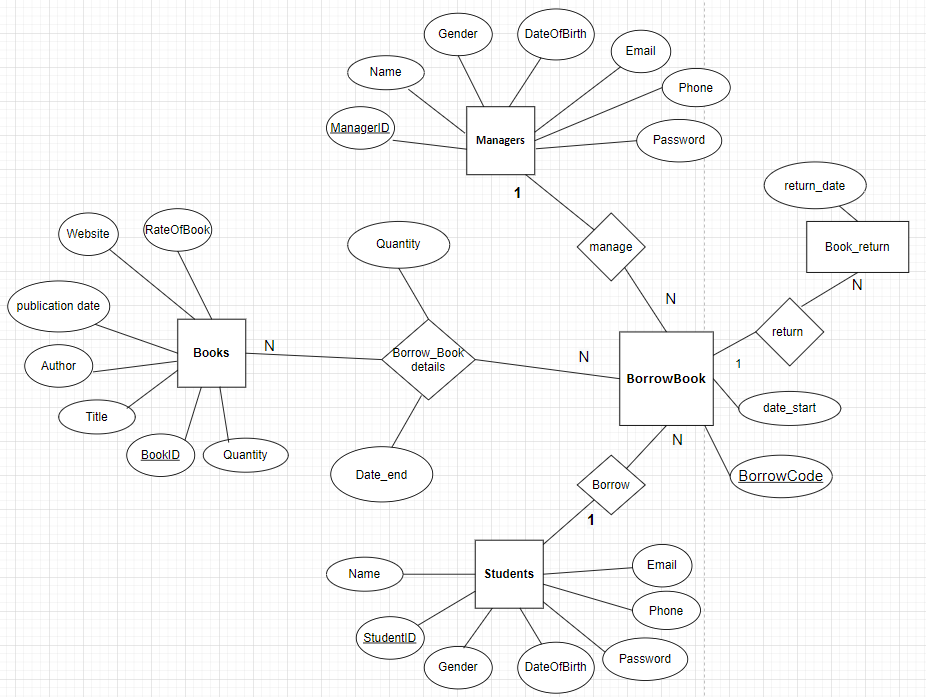 Gender
DateOfBirth
Email
Name
Phone
ManagerID
Managers
Password
1
return_date
Website
RateOfBook
Quantity
manage
Book_return
N
N
publication date
return
Books
N
Borrow_Book
details
N
1
Author
BorrowBook
date_start
Title
N
BookID
Quantity
Date_end
Borrow
BorrowCode
1
Name
Students
Email
Phone
StudentID
Gender
DateOfBirth
Password